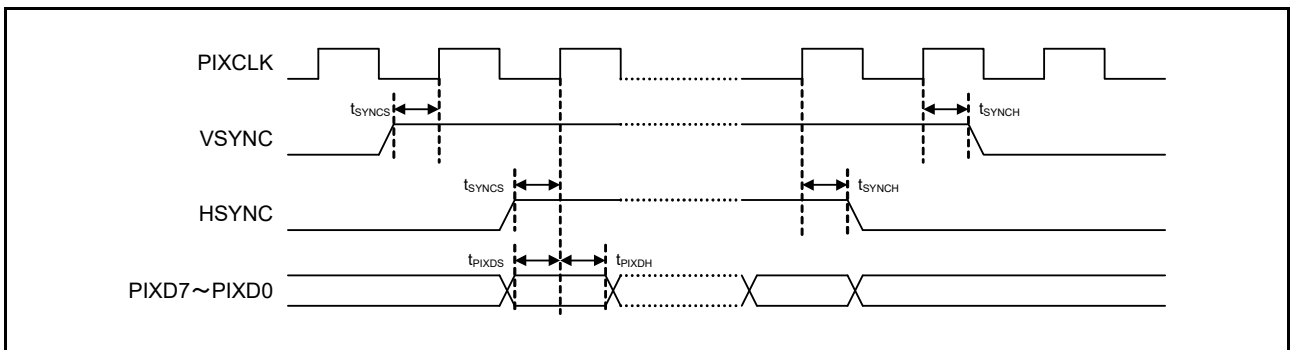 PIXCLK
tSYNCS tSYNCH
VSYNC
tSYNCS tSYNCH
HSYNC
tPIXDS tPIXDH
PIXD7～PIXD0